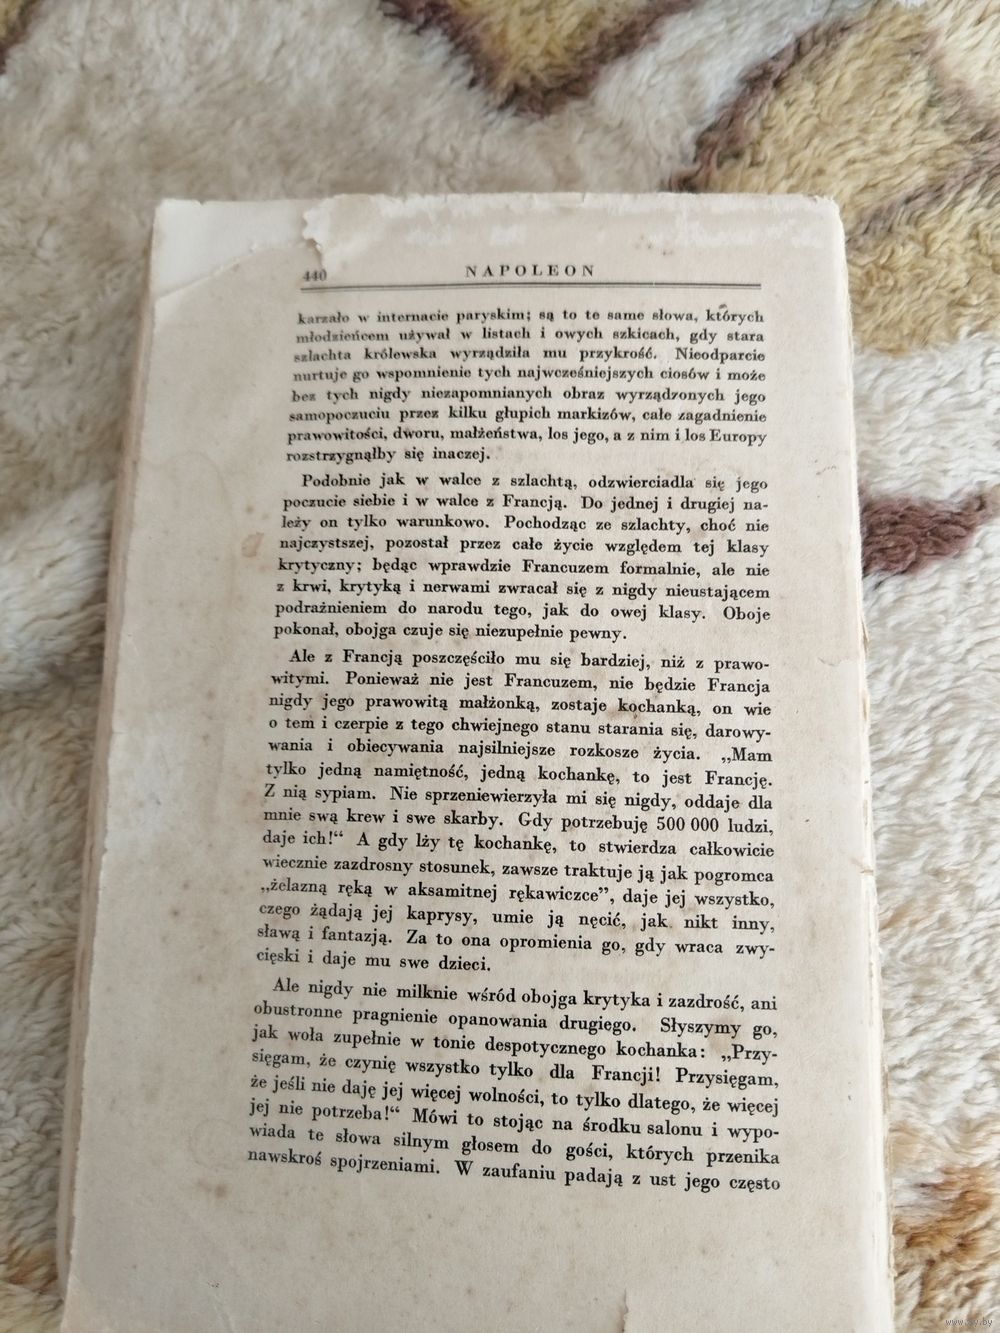 440
NAPOLEON
karzało w internacie paryskim; są to te same słowa, których
młodzieńcem używał w listach i owych szkicach, gdy stara
szlachta królewska wyrządziła mu przykrość. Nieodparcie
nurtuje go wspomnienie tych najwcześniejszych ciosów i może
bez tych nigdy niezapomnianych obraz wyrządzonych jego
samopoczuciu przez kilku głupich markizów, całe zagadnienie
prawowitości, dworu, małżeństwa, los jego, a z nim i los Europy
rozstrzygnąłby się inaczej.
Podobnie jak w walce z szlachtą, odzwierciadla się jego
poczucie siebie i w walce z Francją. Do jednej i drugiej na-
leży on tylko warunkowo. Pochodząc ze szlachty, choć nie
najczystszej, pozostał przez całe życie względem tej klasy
krytyczny; będąc wprawdzie Francuzem formalnie, ale nie
z krwi, krytyką i nerwami zwracał się z nigdy nieustającem
podrażnieniem do narodu tego, jak do owej klasy. Oboje
pokonał, obojga czuje się niezupełnie pewny.
Ale z Francją poszczęściło mu się bardziej, niż z prawo-
witymi. Ponieważ nie jest Francuzem, nie będzie Francja
nigdy jego prawowitą małżonką, zostaje kochanką, on wie
o tem i czerpie z tego chwiejnego stanu starania się, darowy-
wania i obiecywania najsilniejsze rozkosze życia. „Mam
tylko jedną namiętność, jedną kochankę, to jest Francję.
Z nią sypiam. Nie sprzeniewierzyła mi się nigdy, oddaje dla
mnie swą krew i swe skarby. Gdy potrzebuję 500 000 ludzi,
daje ich!“ A gdy lży tę kochankę, to stwierdza całkowicie
wiecznie zazdrosny stosunek, zawsze traktuje ją jak pogromca
„żelazną ręką w aksamitnej rękawiczce”, daje jej wszystko,
czego żądają jej kaprysy, umie ją nęcić, jak nikt inny,
sławą i fantazją. Za to ona opromienia go, gdy wraca zwy-
cięski i daje mu swe dzieci.
Ale nigdy nie milknie wśród obojga krytyka i zazdrość, ani
obustronne pragnienie opanowania drugiego. Słyszymy go,
jak woła zupełnie w tonie despotycznego kochanka: „Przy-
sięgam, że czynię wszystko tylko dla Francji! Przysięgam,
że jeśli nie daję jej więcej wolności, to tylko dlatego, że więcej
jej nie potrzeba!“ Mówi to stojąc na środku salonu i wypo-
wiada te słowa silnym głosem do gości, których przenika
nawskroś spojrzeniami. W zaufaniu padają z ust jego często